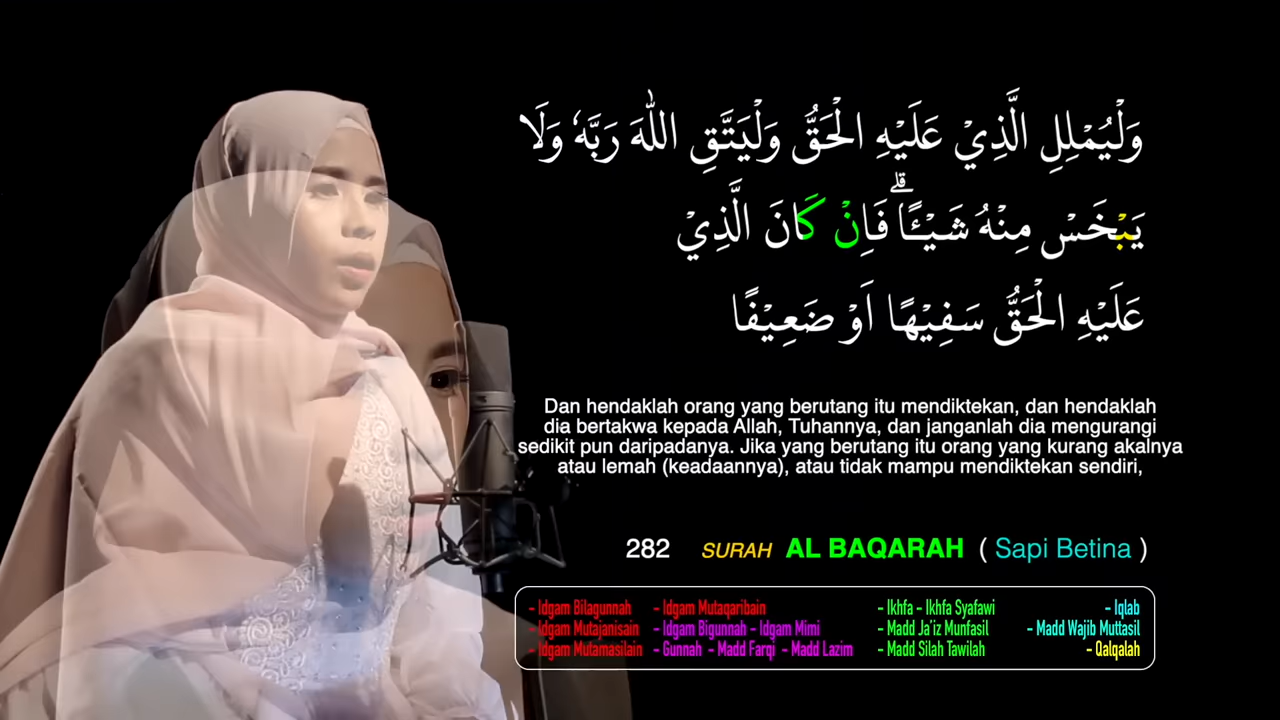 وَلْيُمْلِلِ الَّذِيْ عَلَيْهِ الْحَقُّ وَلْيَتَّقِ اللّٰهَ رَبَّهٗ وَلَا
يَبْخَسْ مِنْهُ شَيْـًٔاۗ فَاِنْ كَانَ الَّذِيْ
عَلَيْهِ الْحَقُّ سَفِيْهًا اَوْ ضَعِيْفًا
Dan hendaklah orang yang berutang itu mendiktekan, dan hendaklah
dia bertakwa kepada Allah, Tuhannya, dan janganlah dia mengurangi
sedikit pun daripadanya. Jika yang berutang itu orang yang kurang akalnya
atau lemah (keadaannya), atau tidak mampu mendiktekan sendiri,
282 SURAH AL BAQARAH ( Sapi Betina )
- Idgam Bilagunnah - Idgam Mutaqaribain - Ikhfa - Ikhfa Syafawi - Iqlab
- Idgam Mutajanisain - Idgam Bigunnah - Idgam Mimi - Madd Ja'iz Munfasil - Madd Wajib Muttasil
- Idgam Mutamasilain - Gunnah - Madd Farqi - Madd Lazim - Madd Silah Tawilah - Qalqalah